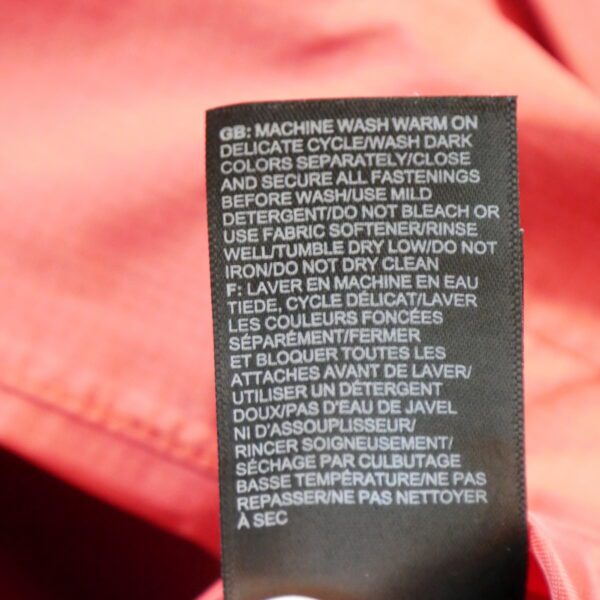 GB: MACHINE WASH WARM ON
DELICATE CYCLE/WASH DARK
COLORS SEPARATELY/CLOSE
AND SECURE ALL FASTENINGS
BEFORE WASH/USE MILD
DETERGENT/DO NOT BLEACH OR
USE FABRIC SOFTENER/RINSE
WELL/TUMBLE DRY LOW/DO NOT
IRON/DO NOT DRY CLEAN
F: LAVER EN MACHINE EN EAU
TIEDE, CYCLE DÉLICAT/LAVER
LES COULEURS FONCÉES
SÉPARÉMENT/FERMER
ET BLOQUER TOUTES LES
ATTACHES AVANT DE LAVER/
UTILISER UN DÉTERGENT
DOUX/PAS D'EAU DE JAVEL
NI D'ASSOUPLISSEUR/
RINCER SOIGNEUSEMENT/
SÉCHAGE PAR CULBUTAGE
BASSE TEMPÉRATURE/NE PAS
REPASSER/NE PAS NETTOYER
À SEC